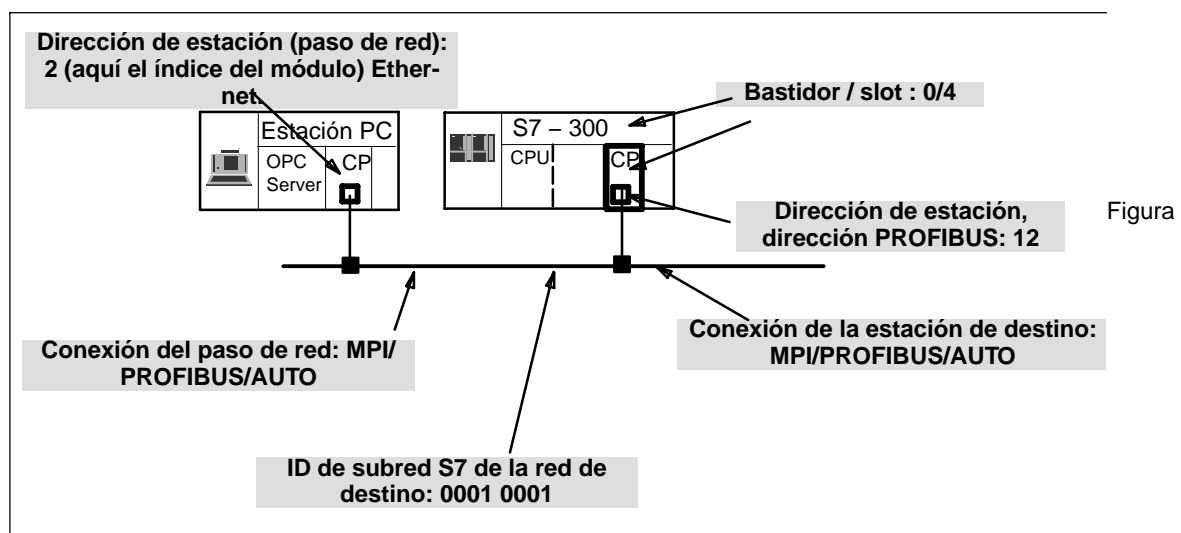 Dirección de estación (paso de red):
2 (aquí el índice del módulo) Ether-
net.
Bastidor / slot : 0/4
Estación PC
OPC
Server
CP
S7 – 300
CPU
CP
Dirección de estación,
dirección PROFIBUS: 12
Figura
Conexión del paso de red: MPI/
PROFIBUS/AUTO
Conexión de la estación de destino:
MPI/PROFIBUS/AUTO
ID de subred S7 de la red de
destino: 0001 0001